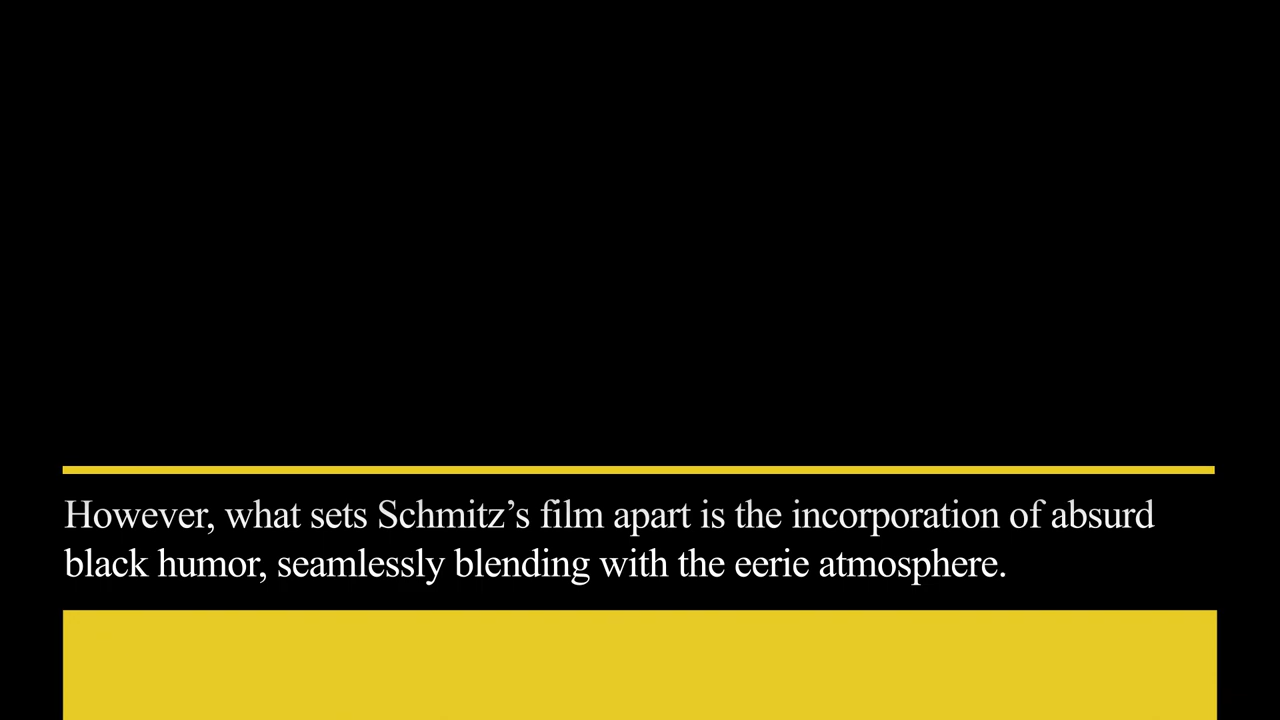 However, what sets Schmitz’s film apart is the incorporation of absurd
black humor, seamlessly blending with the eerie atmosphere.